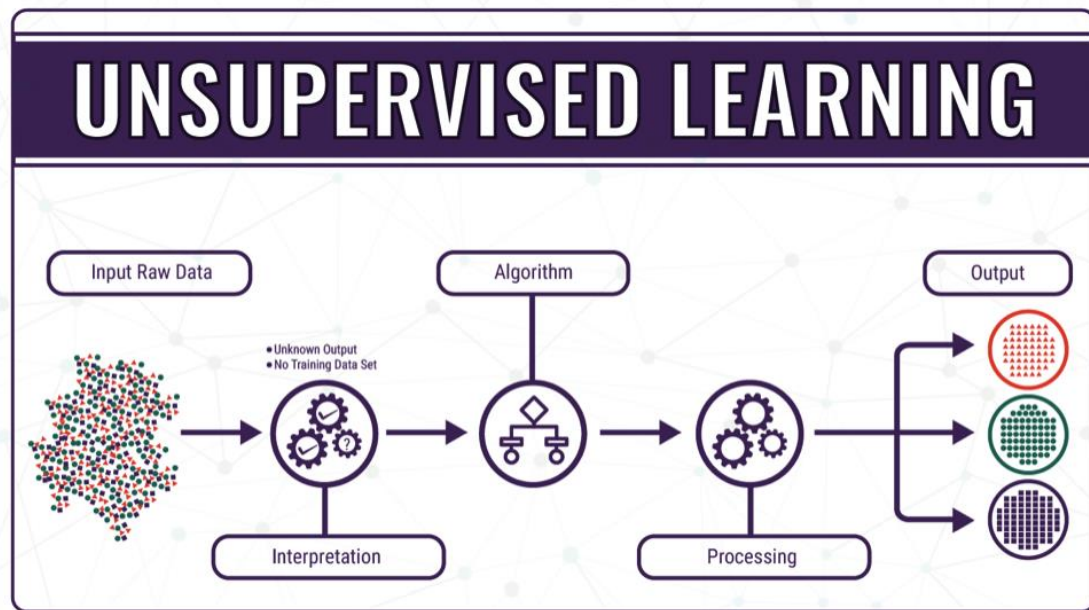 UNSUPERVISED LEARNING
Input Raw Data
Algorithm
Output
• Unknown Output
• No Training Data Set
?
Interpretation
Processing